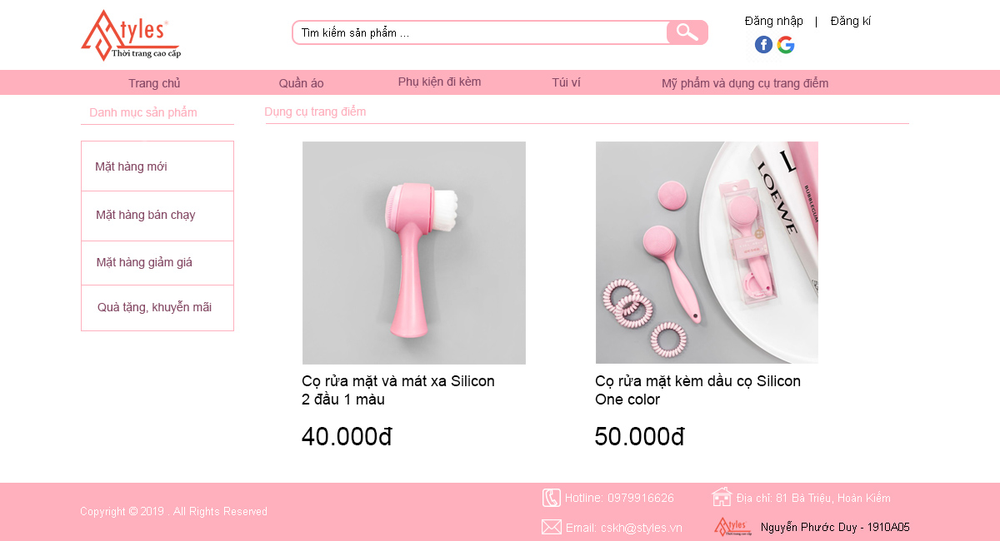 Styles
Thời trang cao cấp
Tìm kiếm sản phẩm ...
Đăng nhập | Đăng kí
Trang chủ
Quần áo
Phụ kiện đi kèm
Túi ví
Mỹ phẩm và dụng cụ trang điểm
Danh mục sản phẩm
Mặt hàng mới
Mặt hàng bán chạy
Mặt hàng giảm giá
Quà tặng, khuyễn mãi
Dụng cụ trang điểm
LOEWE
BUBBLEGUM
Cọ rửa mặt và mát xa Silicon
2 đầu 1 màu
40.000đ
Cọ rửa mặt kèm dầu cọ Silicon
One color
50.000đ
Copyright © 2019 . All Rights Reserved
Hotline: 0979916626
Địa chỉ: 81 Bà Triệu, Hoàn Kiếm
Email: cskh@styles.vn
Styles
Nguyễn Phước Duy - 1910A05